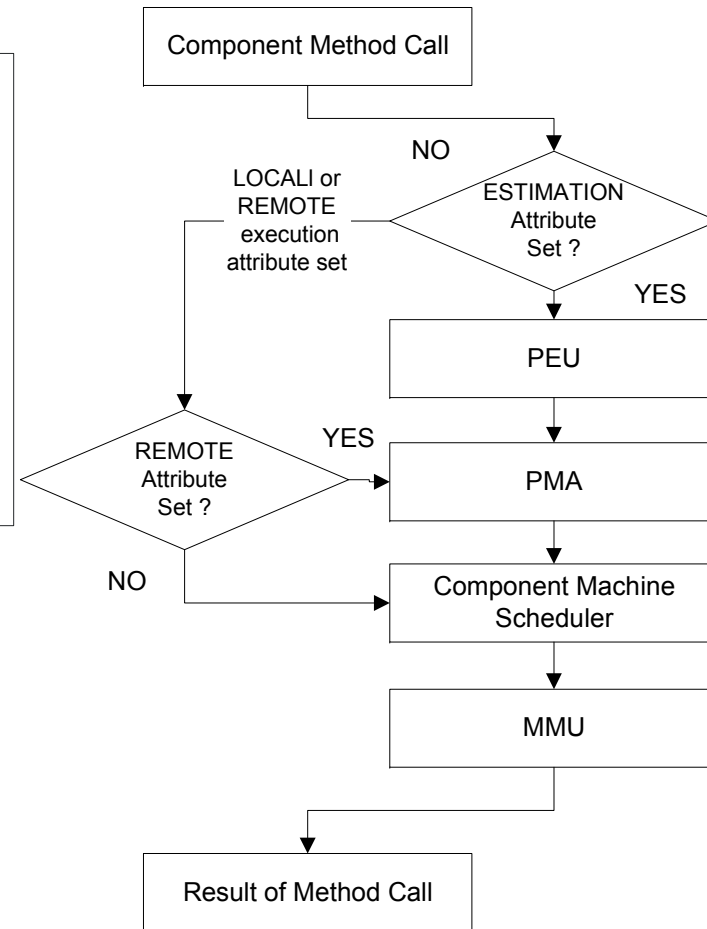 Component Method Call
NO
LOCALI or
REMOTE
execution
attribute set
ESTIMATION
Attribute
Set ?
YES
PEU
REMOTE
Attribute
Set ?
YES
PMA
NO
Component Machine
Scheduler
MMU
Result of Method Call